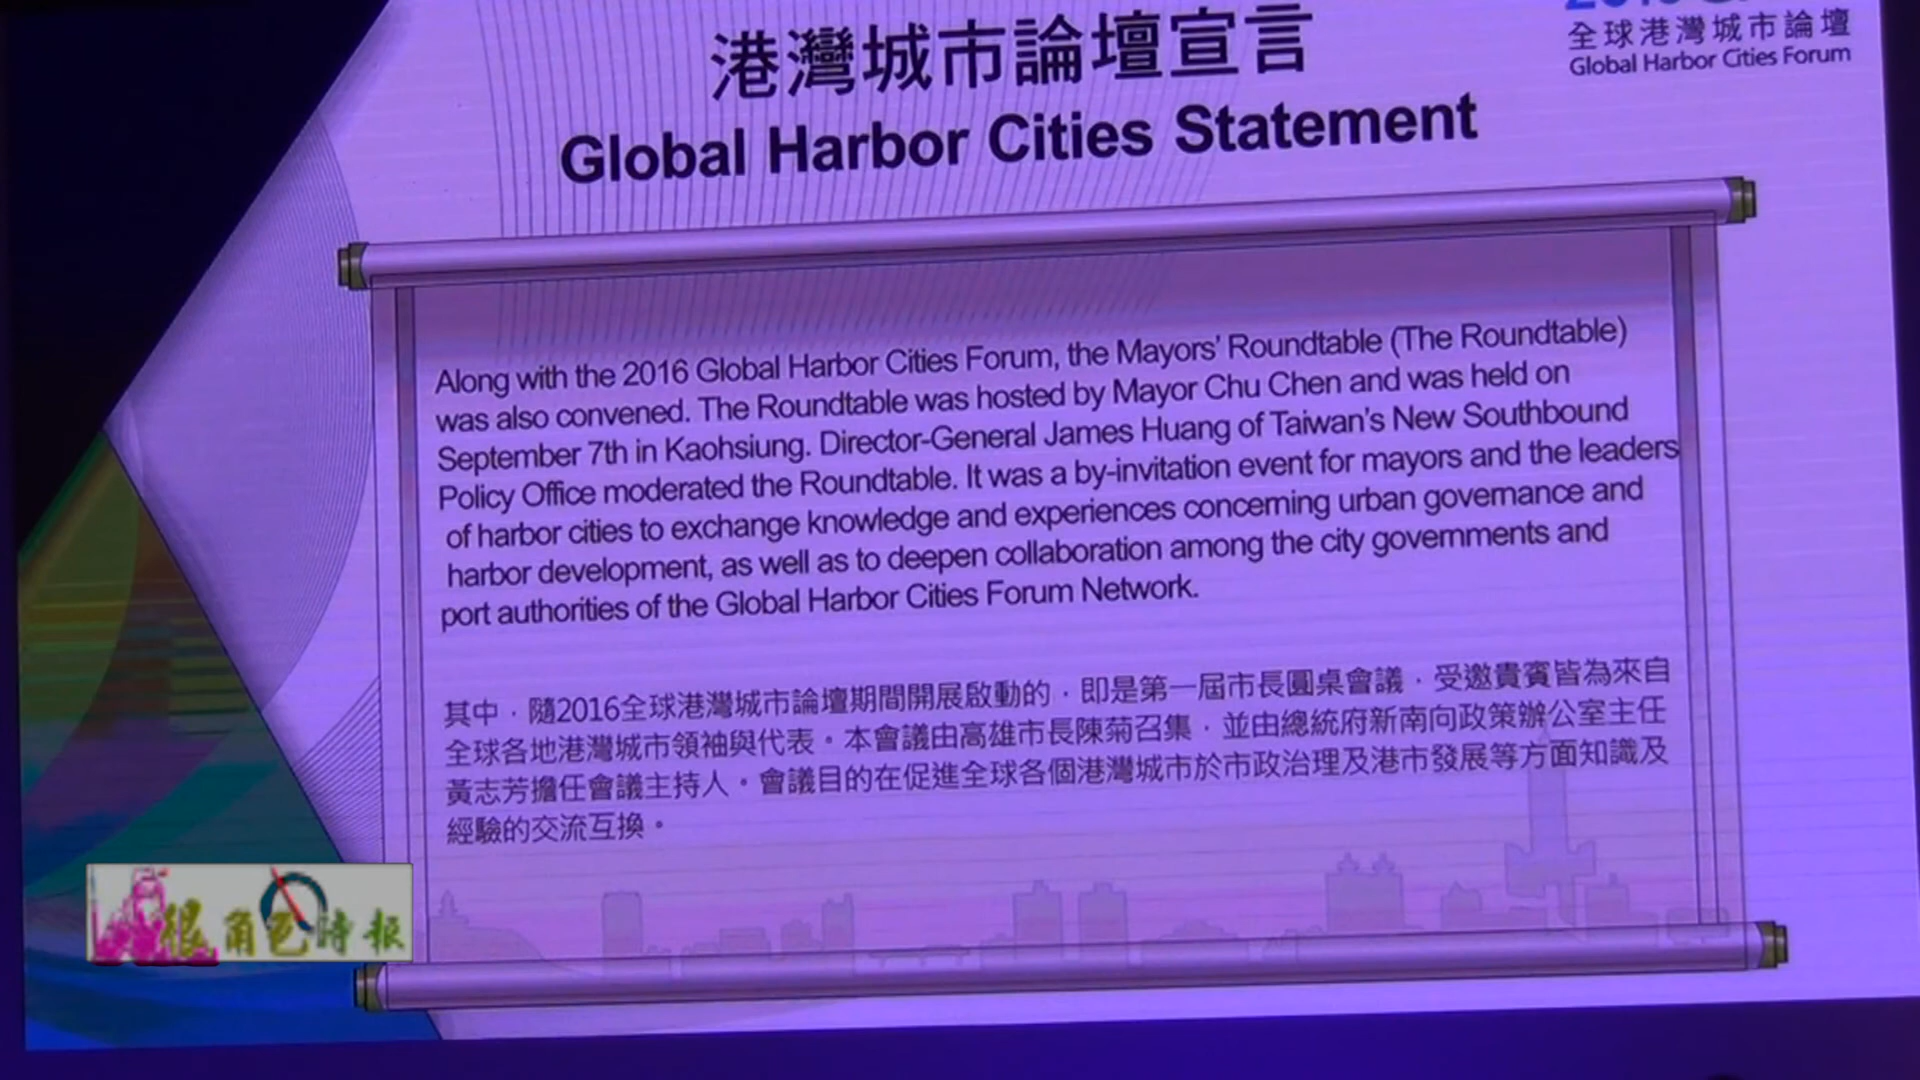 港灣城市論壇宣言
Global Harbor Cities Statement
全球港灣城市論壇
Global Harbor Cities Forum
Along with the 2016 Global Harbor Cities Forum, the Mayors' Roundtable (The Roundtable)
was also convened. The Roundtable was hosted by Mayor Chu Chen and was held on
September 7th in Kaohsiung. Director-General James Huang of Taiwan's New Southbound
Policy Office moderated the Roundtable. It was a by-invitation event for mayors and the leaders
of harbor cities to exchange knowledge and experiences concerning urban governance and
harbor development, as well as to deepen collaboration among the city governments and
port authorities of the Global Harbor Cities Forum Network.
其中，隨2016全球港灣城市論壇期間開展啟動的，即是第一屆市長圓桌會議，受邀貴賓皆為來自
全球各地港灣城市領袖與代表。本會議由高雄市長陳菊召集，並由總統府新南向政策辦公室主任
黃志芳擔任會議主持人。會議目的在促進全球各個港灣城市於市政治理及港市發展等方面知識及
經驗的交流互換。
狠角色時報